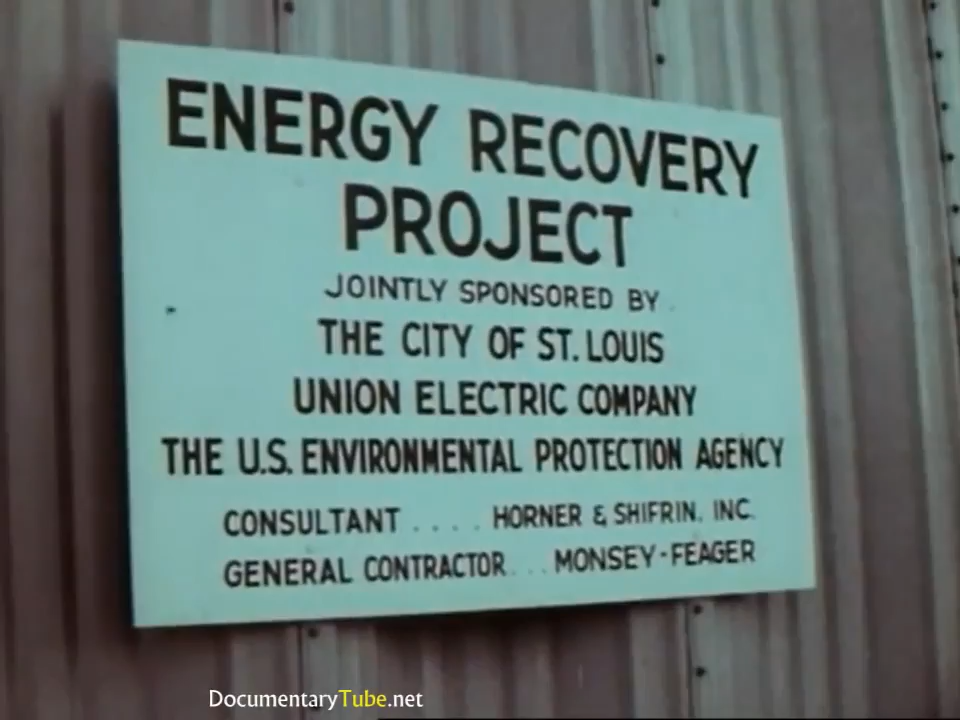 ENERGY RECOVERY
PROJECT
JOINTLY SPONSORED BY
THE CITY OF ST. LOUIS
UNION ELECTRIC COMPANY
THE U.S. ENVIRONMENTAL PROTECTION AGENCY
CONSULTANT .... HORNER & SHIFRIN, INC.
GENERAL CONTRACTOR ... MONSEY-FEAGER
DocumentaryTube.net